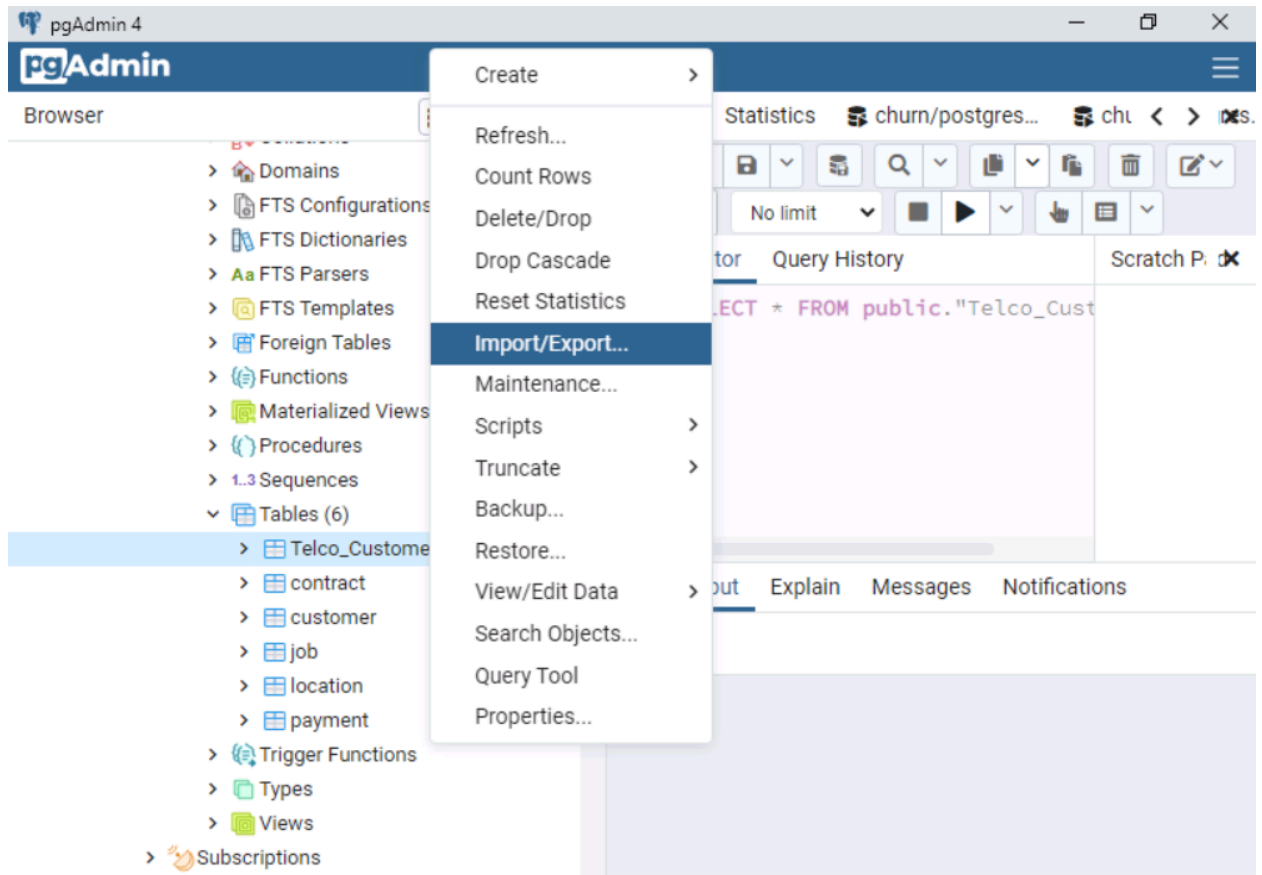 pgAdmin 4
pgAdmin
Browser
Statistics
churn/postgres...
Domains
FTS Configurations
FTS Dictionaries
FTS Parsers
FTS Templates
Foreign Tables
Functions
Materialized Views
Procedures
1..3 Sequences
Tables (6)
Telco_Custome
contract
customer
job
location
payment
Trigger Functions
Types
Views
Subscriptions
Create
Refresh...
Count Rows
Delete/Drop
Drop Cascade
Reset Statistics
Import/Export...
Maintenance...
Scripts
Truncate
Backup...
Restore...
View/Edit Data
Search Objects...
Query Tool
Properties...
No limit
Query History
Scratch
* FROM public."Telco_Cust
Explain
Messages
Notifications